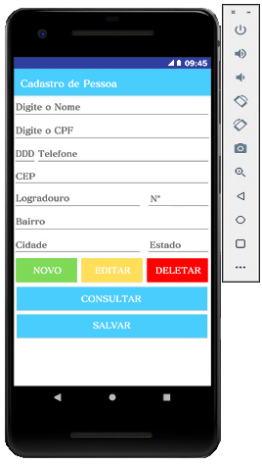 09:45
Cadastro de Pessoa
Digite o Nome
Digite o CPF
DDD Telefone
CEP
Logradouro N°
Bairro
Cidade Estado
NOVO EDITAR DELETAR
CONSULTAR
SALVAR